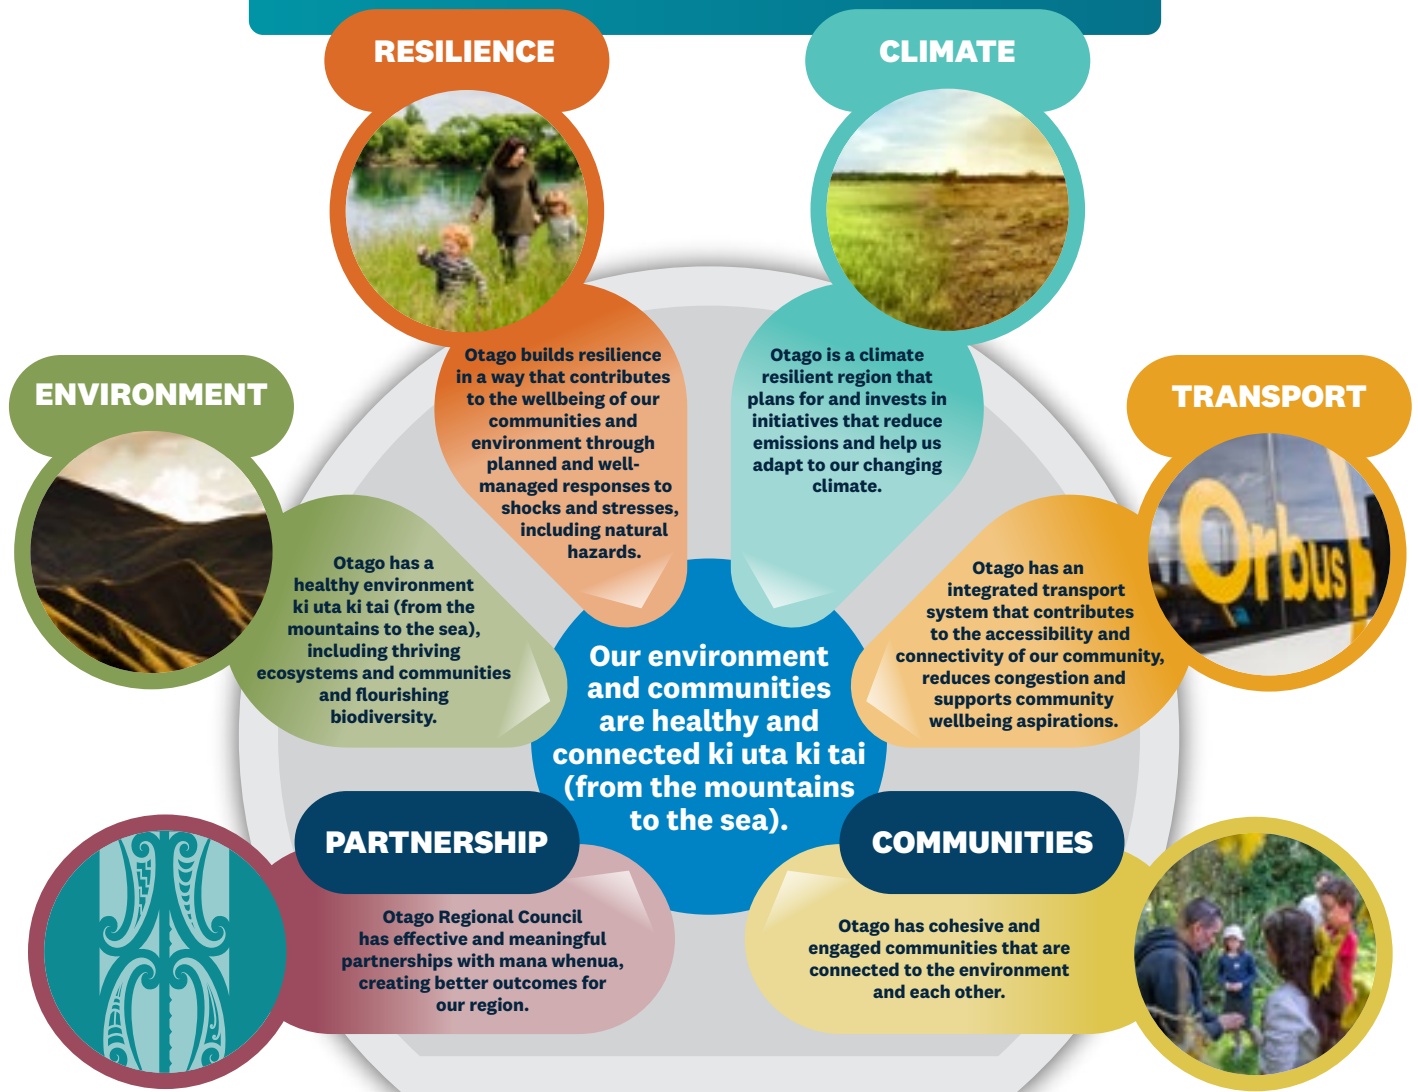 RESILIENCE
CLIMATE
Otago builds resilience
in a way that contributes
to the wellbeing of our
communities and
environment through
planned and well-
managed responses to
shocks and stresses,
including natural
hazards.
Otago is a climate
resilient region that
plans for and invests in
initiatives that reduce
emissions and help us
adapt to our changing
climate.
ENVIRONMENT
TRANSPORT
Orbus
Otago has a
healthy environment
ki uta ki tai (from the
mountains to the sea),
including thriving
ecosystems and communities
and flourishing
biodiversity.
Otago has an
integrated transport
system that contributes
to the accessibility and
connectivity of our community,
reduces congestion and
supports community
wellbeing aspirations.
Our environment
and communities
are healthy and
connected ki uta ki tai
(from the mountains
to the sea).
PARTNERSHIP
COMMUNITIES
Otago Regional Council
has effective and meaningful
partnerships with mana whenua,
creating better outcomes for
our region.
Otago has cohesive and
engaged communities that are
connected to the environment
and each other.